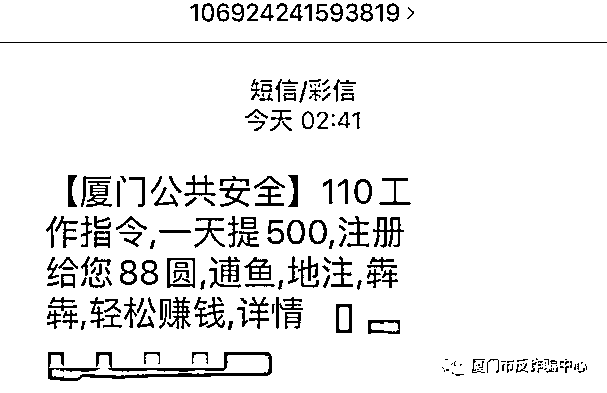 106924241593819 >
短信/彩信
今天 02:41
【厦门公共安全】110工
作指令,一天提500,注册
给您88圆,逋鱼,地注,犇
犇,轻松赚钱,详情
厦门市反诈骗中心